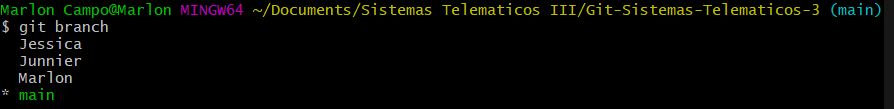 Marlon Campo@Marlon MINGW64 ~/Documents/Sistemas Telematicos III/Git-Sistemas-Telematicos-3 (main)
$ git branch
  Jessica
  Junnier
  Marlon
* main